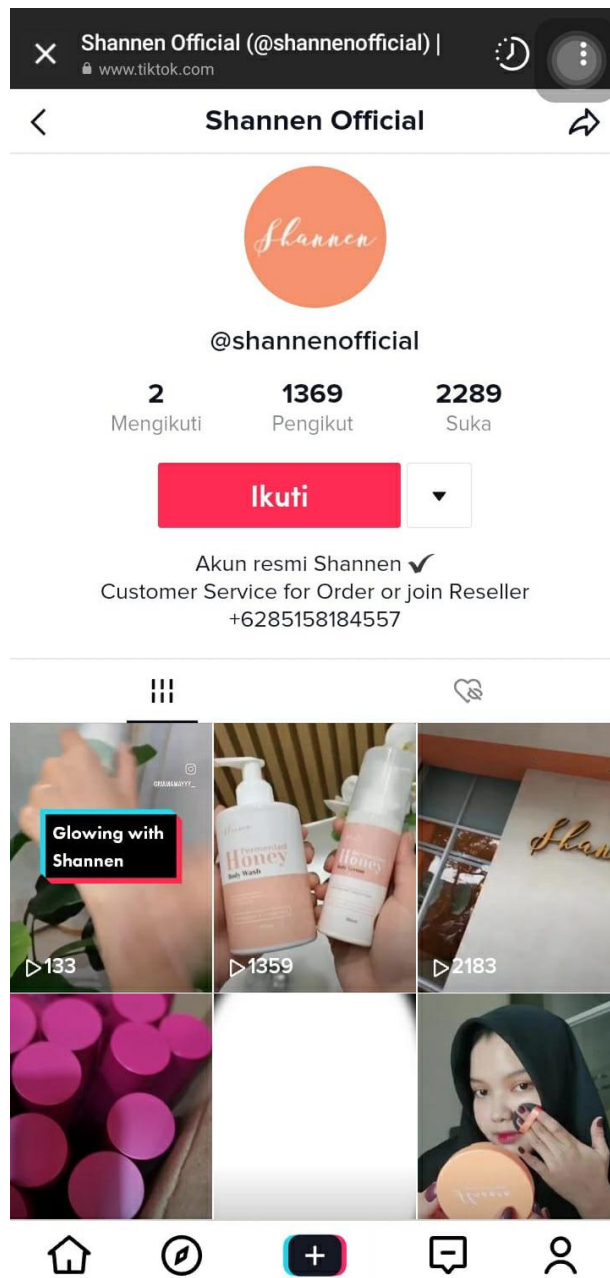 Shannen Official (@shannenofficial) |
www.tiktok.com
Shannen Official
Shannen
@shannenofficial
2 1369 2289
Mengikuti Pengikut Suka
Ikuti
Akun resmi Shannen ✓
Customer Service for Order or join Reseller
+6285158184557
Glowing with
Shannen
133
Fermented
Honey
Body Wash
Honey
1359
Shan
2183
Shannen